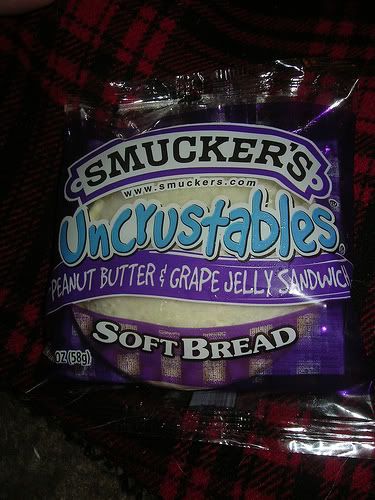 SMUCKER'S
www.smuckers.com
Uncrustables®
PEANUT BUTTER & GRAPE JELLY SANDWICH
SOFT BREAD
OZ (58g)